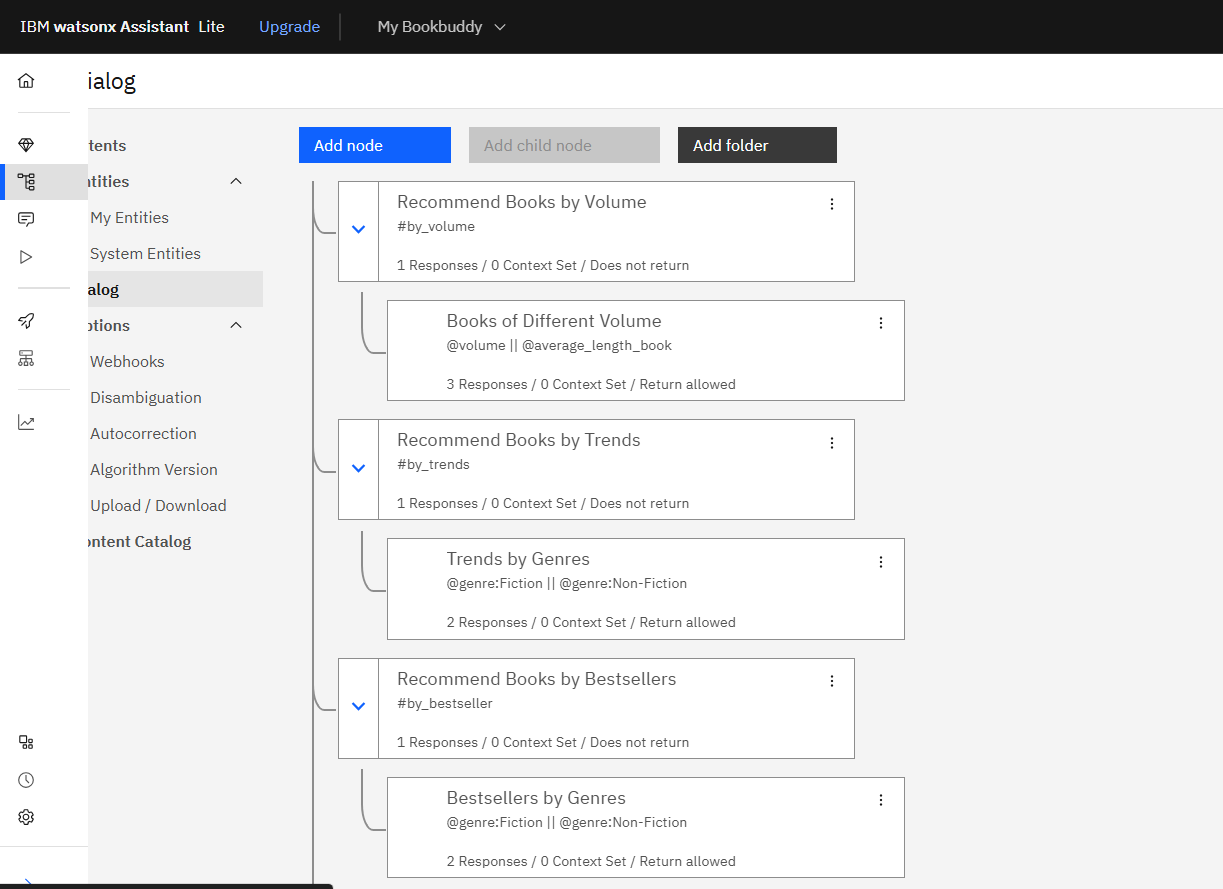 IBM watsonx Assistant Lite Upgrade My Bookbuddy
ialog
tents
ntities
My Entities
System Entities
alog
ptions
Webhooks
Disambiguation
Autocorrection
Algorithm Version
Upload / Download
ontent Catalog
Add node Add child node Add folder
Recommend Books by Volume
#by_volume
1 Responses / 0 Context Set / Does not return
Books of Different Volume
@volume || @average_length_book
3 Responses / 0 Context Set / Return allowed
Recommend Books by Trends
#by_trends
1 Responses / 0 Context Set / Does not return
Trends by Genres
@genre:Fiction || @genre:Non-Fiction
2 Responses / 0 Context Set / Return allowed
Recommend Books by Bestsellers
#by_bestseller
1 Responses / 0 Context Set / Does not return
Bestsellers by Genres
@genre:Fiction || @genre:Non-Fiction
2 Responses / 0 Context Set / Return allowed